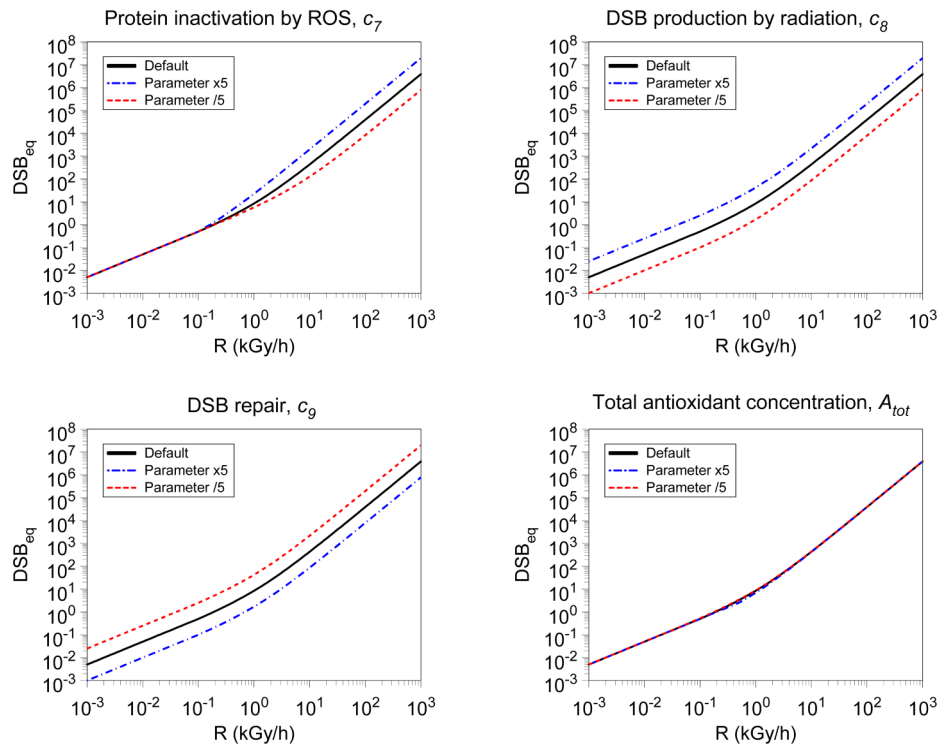 Protein inactivation by ROS, c7
10^8
10^7
10^6
10^5
10^4
10^3
10^2
10^1
10^0
10^-1
10^-2
10^-3
DSBeq
Default
Parameter x5
Parameter /5
10^-3 10^-2 10^-1 10^0 10^1 10^2 10^3
R (kGy/h)
DSB production by radiation, c8
10^8
10^7
10^6
10^5
10^4
10^3
10^2
10^1
10^0
10^-1
10^-2
10^-3
DSBeq
Default
Parameter x5
Parameter /5
10^-3 10^-2 10^-1 10^0 10^1 10^2 10^3
R (kGy/h)
DSB repair, c9
10^8
10^7
10^6
10^5
10^4
10^3
10^2
10^1
10^0
10^-1
10^-2
10^-3
DSBeq
Default
Parameter x5
Parameter /5
10^-3 10^-2 10^-1 10^0 10^1 10^2 10^3
R (kGy/h)
Total antioxidant concentration, Atot
10^8
10^7
10^6
10^5
10^4
10^3
10^2
10^1
10^0
10^-1
10^-2
10^-3
DSBeq
Default
Parameter x5
Parameter /5
10^-3 10^-2 10^-1 10^0 10^1 10^2 10^3
R (kGy/h)